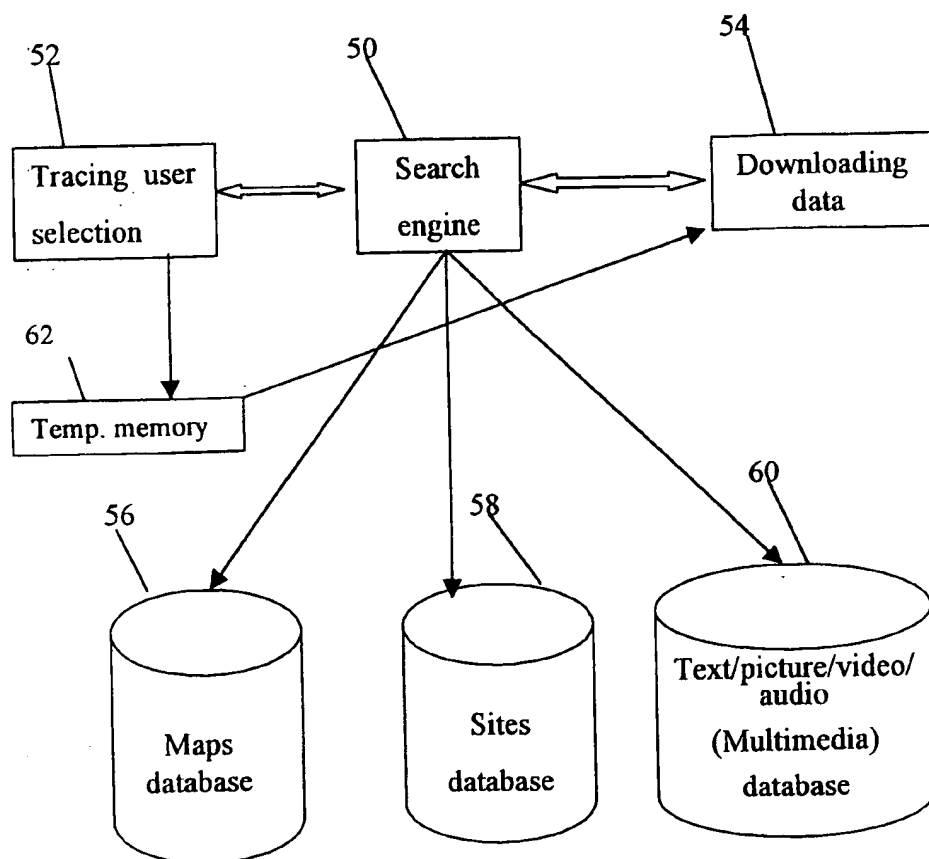 52
50
54
Tracing user
selection
Search
engine
Downloading
data
62
Temp. memory
56
58
60
Maps
database
Sites
database
Text/picture/video/
audio
(Multimedia)
database